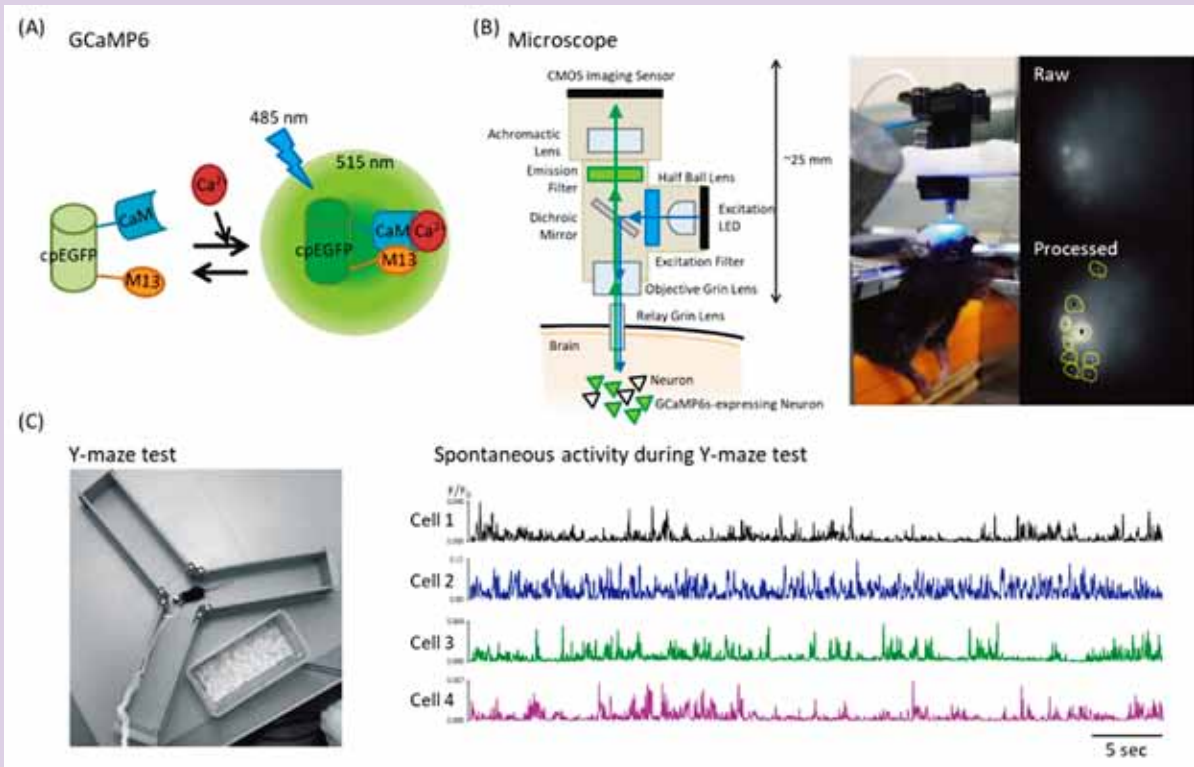 (A)
GCaMP6
485 nm
515 nm
Ca²⁺
CaM
cpEGFP
M13
cpEGFP
CaM
Ca²⁺
M13
(B)
Microscope
CMOS Imaging Sensor
Achromactic
Lens
Emission
Filter
Half Ball Lens
Dichroic
Mirror
Excitation
LED
Excitation Filter
Objective Grin Lens
Relay Grin Lens
Brain
Neuron
GCaMP6s-expressing Neuron
~25 mm
Raw
Processed
(C)
Y-maze test
Spontaneous activity during Y-maze test
F/F₀
Cell 1
Cell 2
Cell 3
Cell 4
5 sec